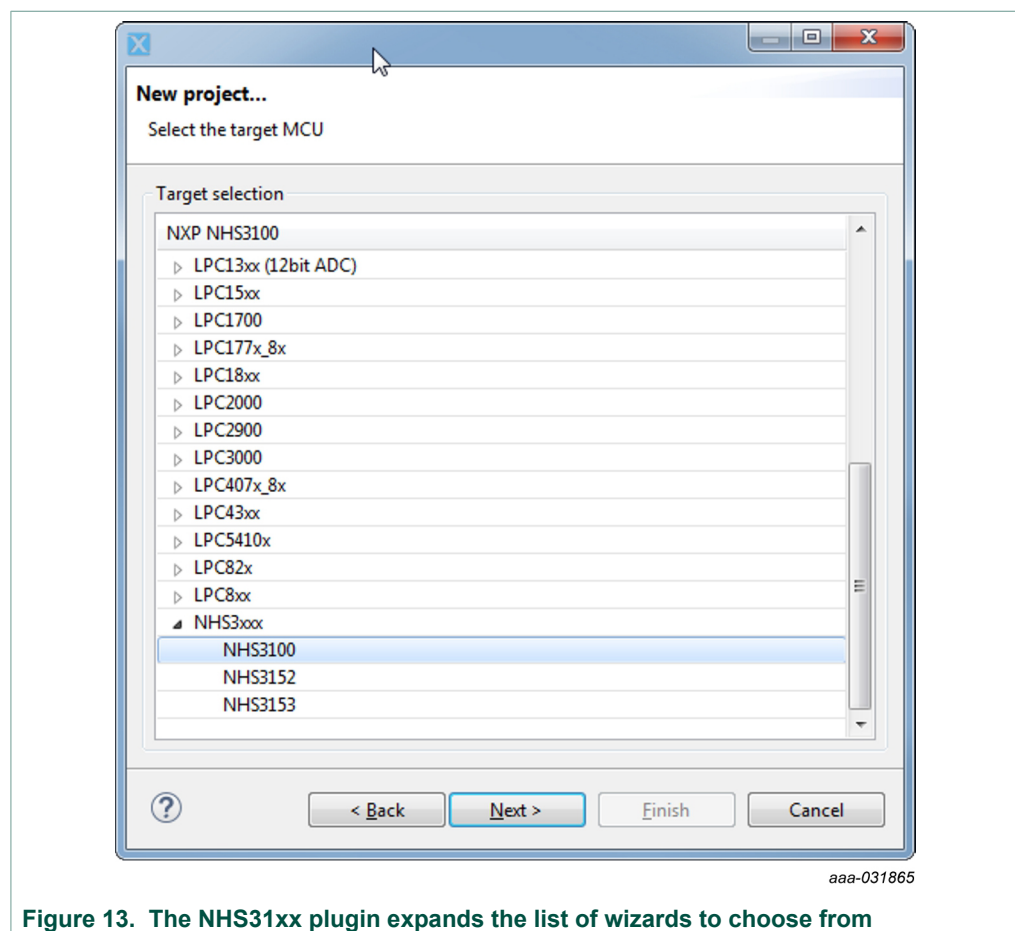 New project...
Select the target MCU
Target selection
NXP NHS3100
LPC13xx (12bit ADC)
LPC15xx
LPC1700
LPC177x_8x
LPC18xx
LPC2000
LPC2900
LPC3000
LPC407x_8x
LPC43xx
LPC5410x
LPC82x
LPC8xx
NHS3xxx
NHS3100
NHS3152
NHS3153
? < Back Next > Finish Cancel
aaa-031865
Figure 13. The NHS31xx plugin expands the list of wizards to choose from